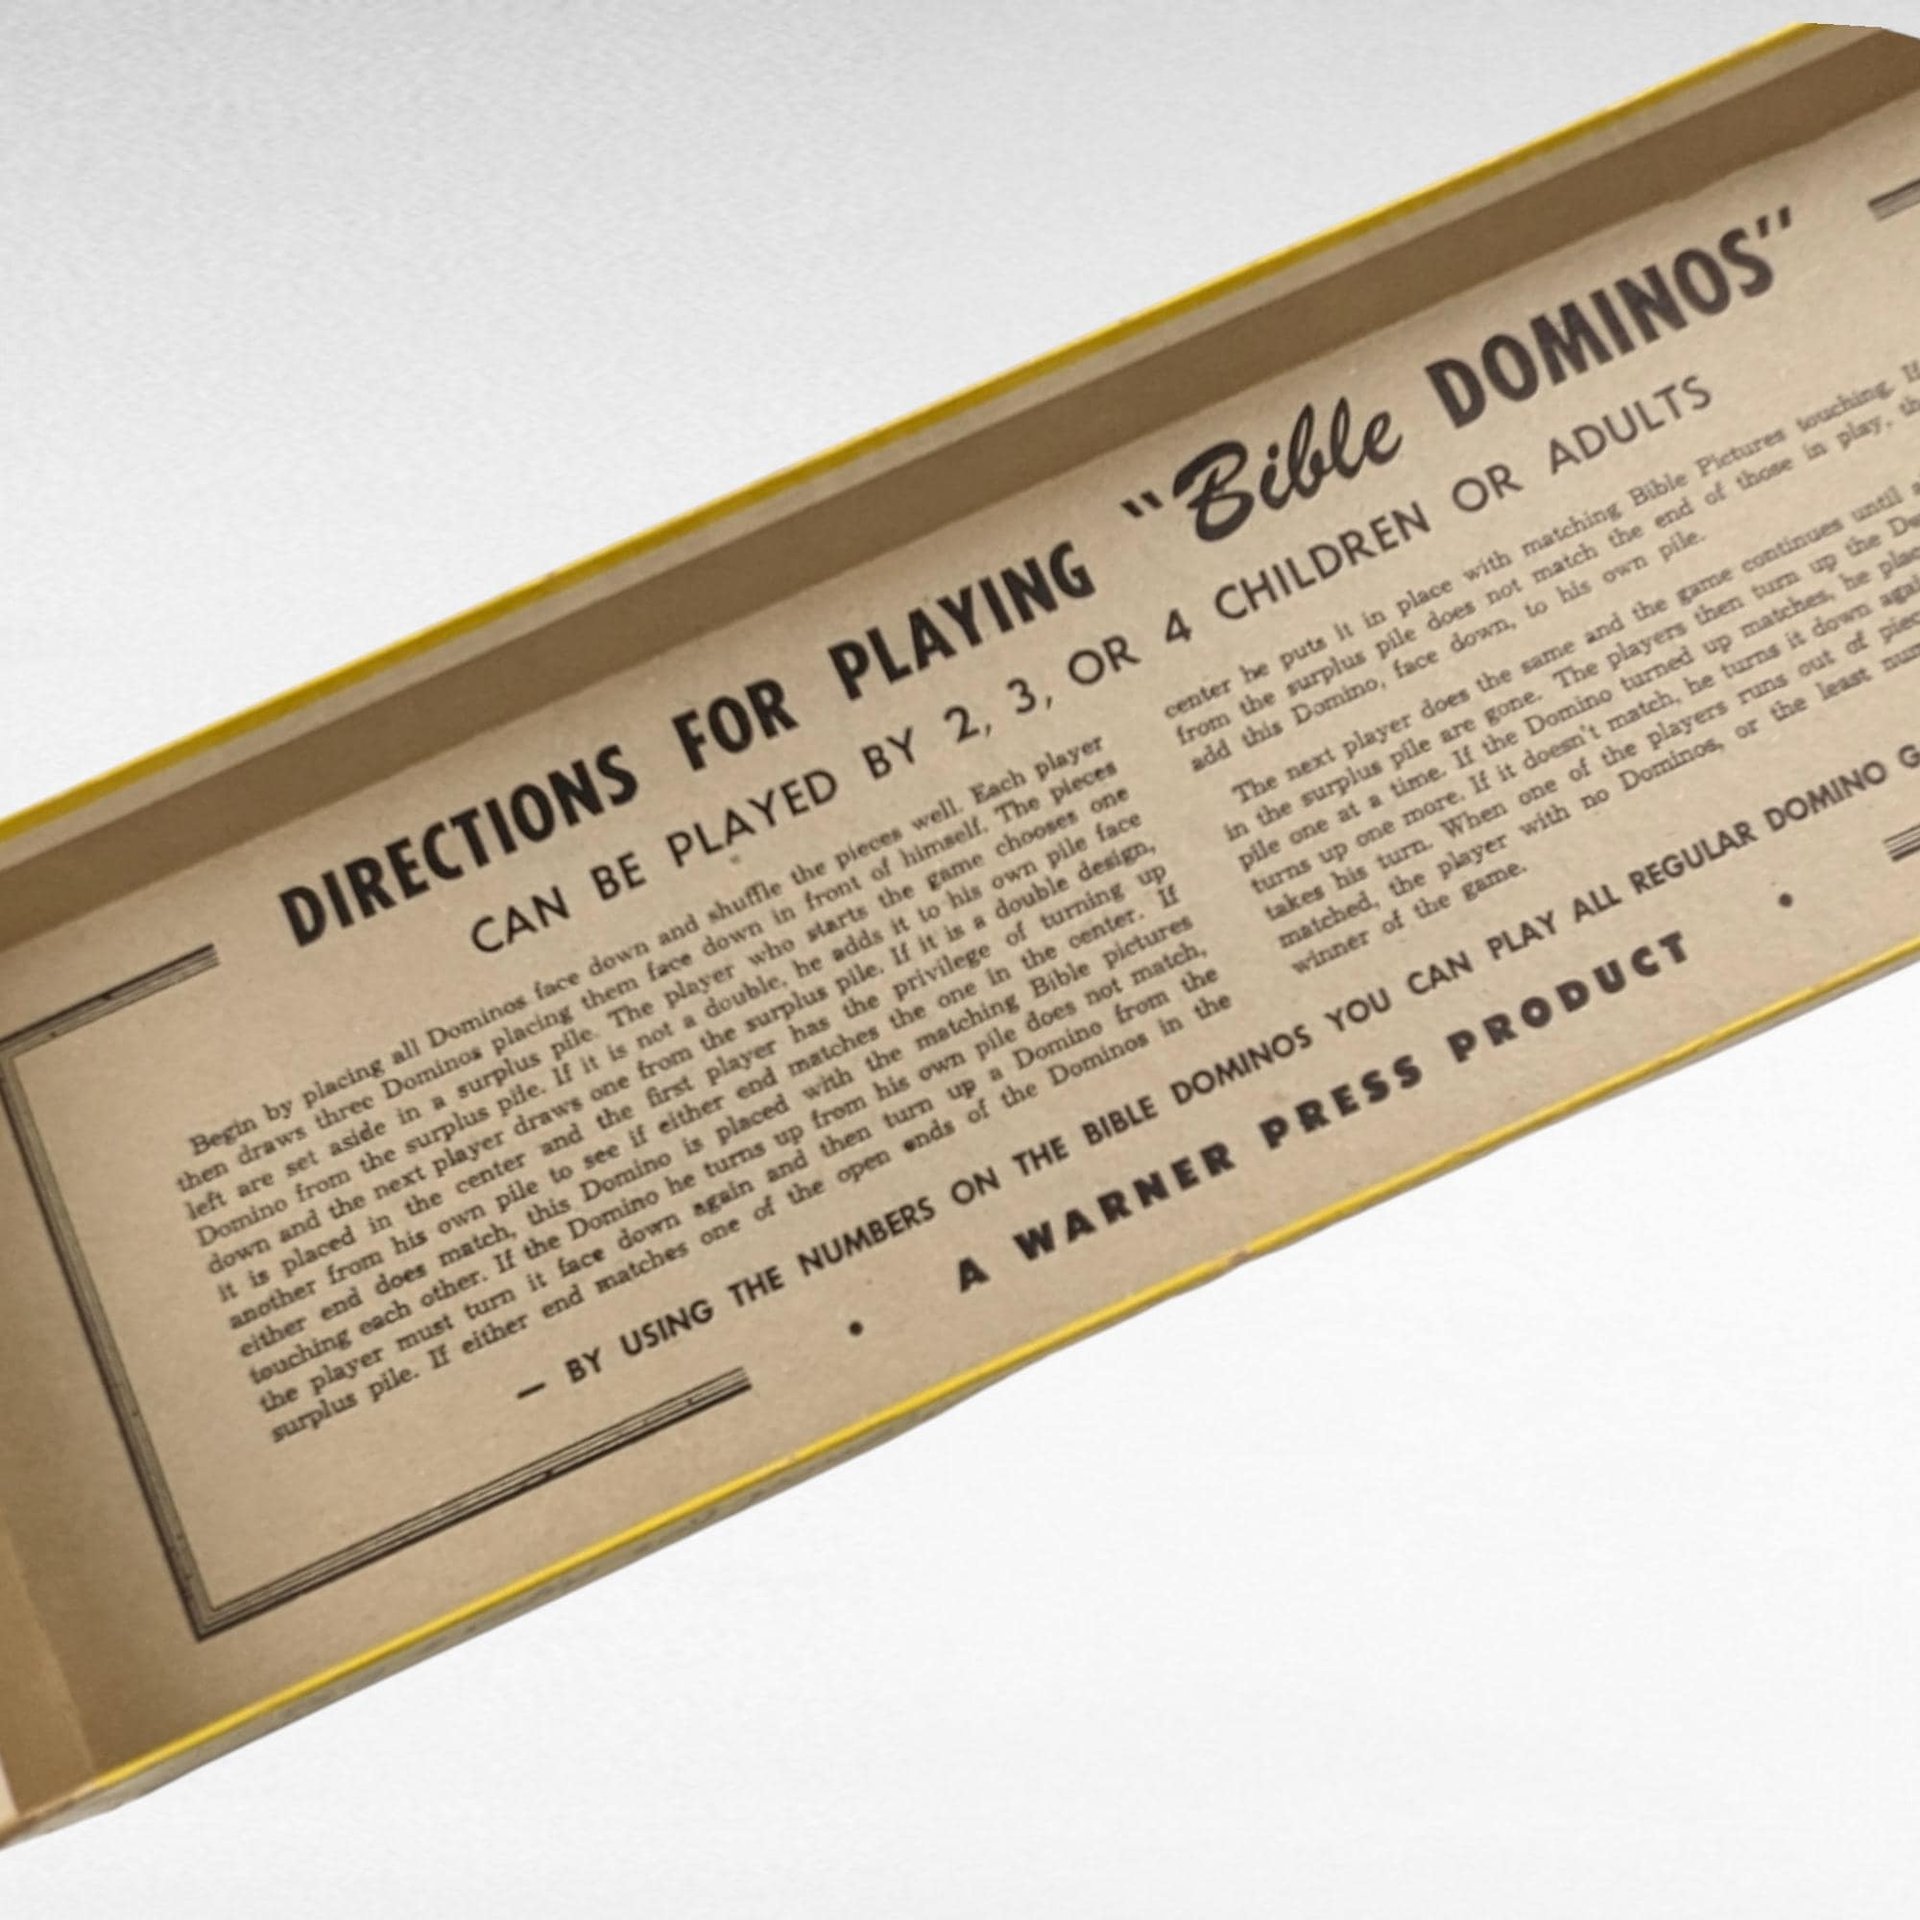 DIRECTIONS FOR PLAYING "Bible DOMINOS"
CAN BE PLAYED BY 2, 3, OR 4 CHILDREN OR ADULTS
Begin by placing all Dominos face down and shuffle the pieces well. Each player
then draws three Dominos placing them face down in front of himself. The pieces
left are set aside in a surplus pile. The player who starts the game chooses one
Domino from the surplus pile. If it is not a double, he adds it to his own pile face
down and the next player draws one from the surplus pile. If it is a double design,
it is placed in the center and the first player has the privilege of turning up
another from his own pile to see if either end matches the one in the center. If
either end does match, this Domino is placed with the matching Bible pictures
touching each other. If the Domino he turns up from his own pile does not match,
the player must turn it face down again and then turn up a Domino from the
surplus pile. If either end matches one of the open ends of the Dominos in the
center he puts it in place with matching Bible Pictures touching. If
from the surplus pile does not match the end of those in play,
add this Domino, face down, to his own pile.
The next player does the same and the game continues until
in the surplus pile are gone. The players then turn up the
pile one at a time. If the Domino turned up matches, he
turns up one more. If it doesn't match, he turns it down
takes his turn. When one of the players runs out of
matched, the player with no Dominos, or the least
winner of the game.
— BY USING THE NUMBERS ON THE BIBLE DOMINOS YOU CAN PLAY ALL REGULAR DOMINO
• A WARNER PRESS PRODUCT •